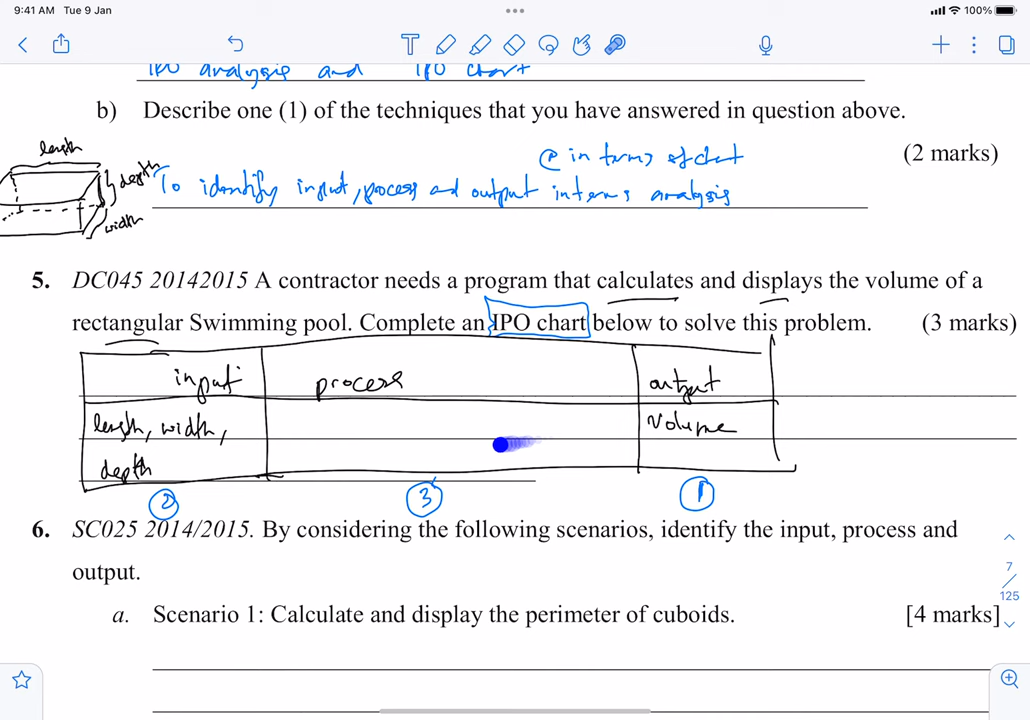 9:41 AM Tue 9 Jan
100%
IPO analysis and IPO chart
b) Describe one (1) of the techniques that you have answered in question above.
(2 marks)
length
depth
width
@ in terms of chart
To identify input, process and output in terms analysis
5. DC045 20142015 A contractor needs a program that calculates and displays the volume of a
rectangular Swimming pool. Complete an IPO chart below to solve this problem. (3 marks)
input process output
length, width, volume
depth
2 3 1
6. SC025 2014/2015. By considering the following scenarios, identify the input, process and
output.
7
125
a. Scenario 1: Calculate and display the perimeter of cuboids. [4 marks]